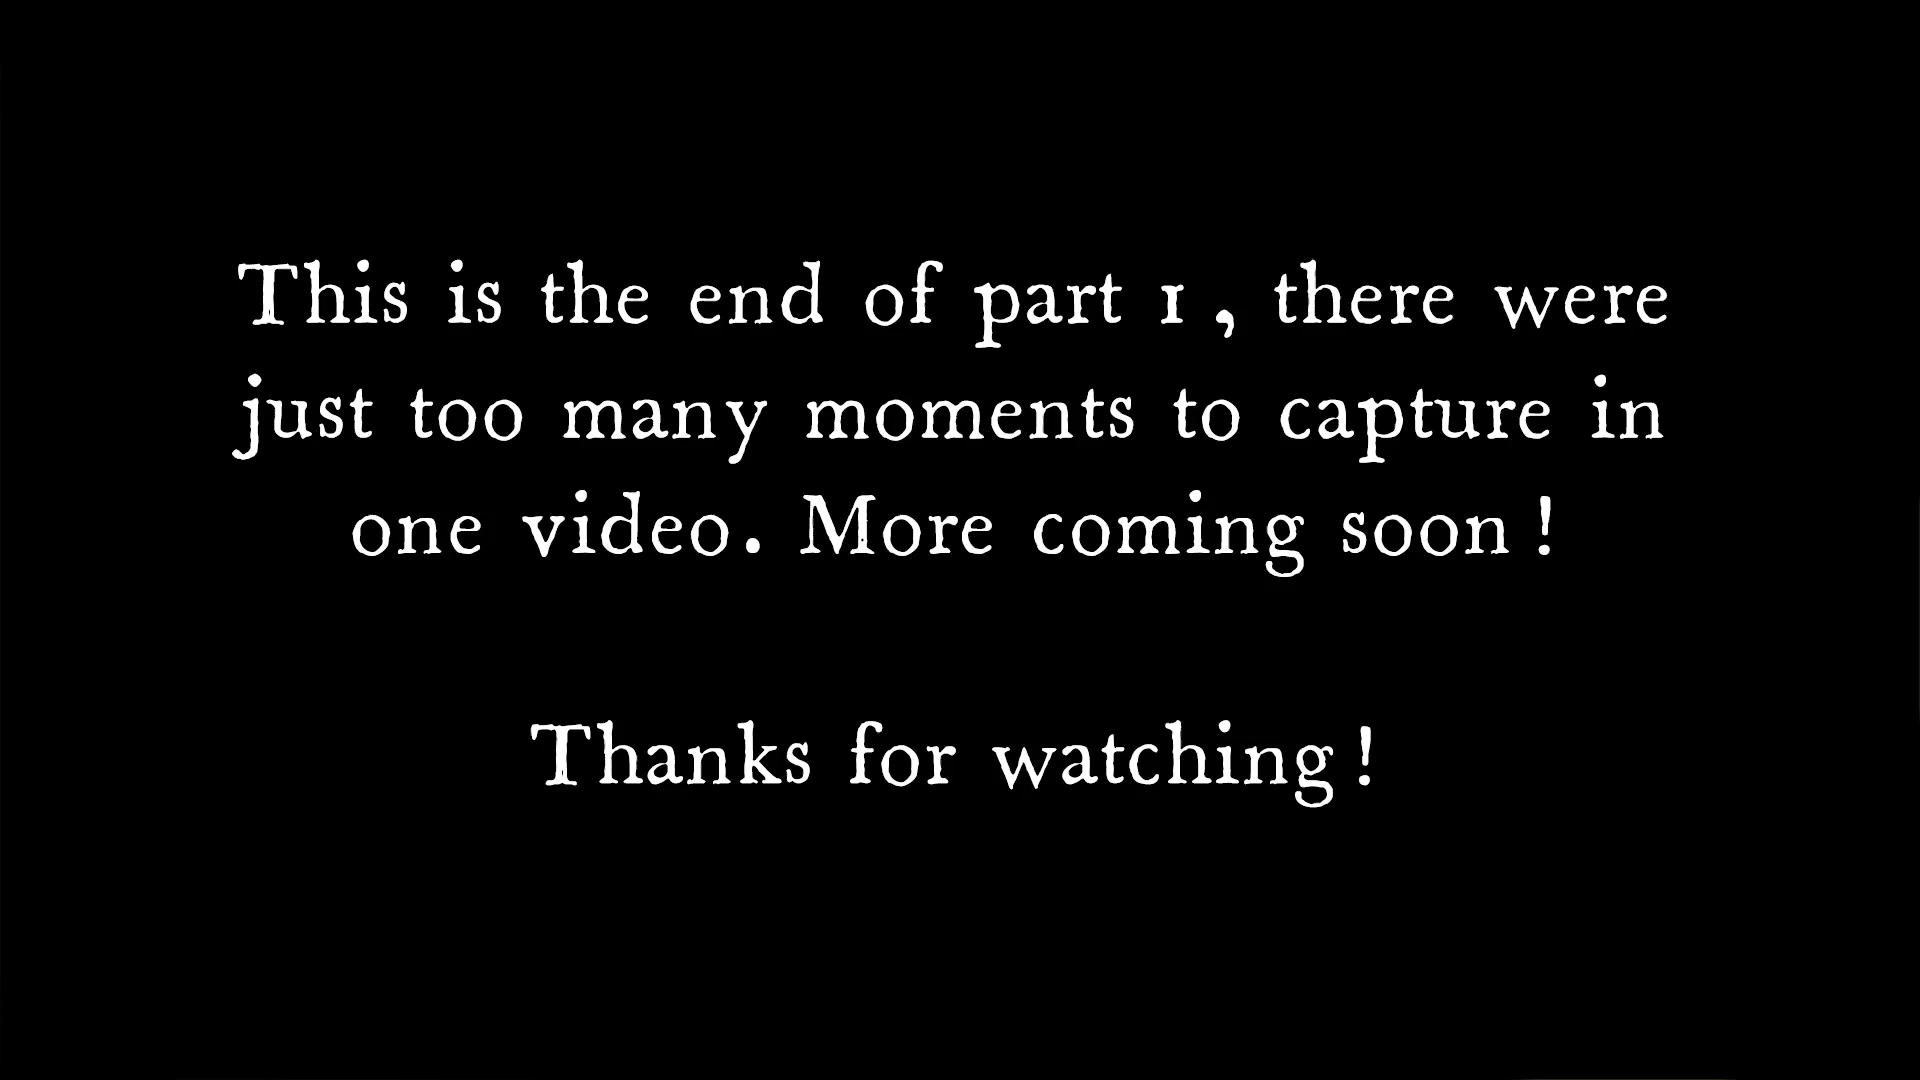 This is the end of part 1, there were
just too many moments to capture in
one video. More coming soon!
Thanks for watching!